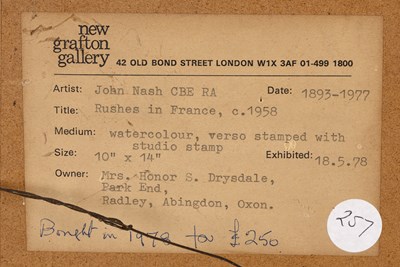 new
grafton
gallery
42 OLD BOND STREET LONDON W1X 3AF 01-499 1800
Artist: John Nash CBE RA Date: 1893-1977
Title: Rushes in France, c.1958
Medium: watercolour, verso stamped with
studio stamp
Size: 10" x 14" Exhibited: 18.5.78
Owner: Mrs. Honor S. Drysdale,
Park End,
Radley, Abingdon, Oxon.
Bought in 1978 for £250
257